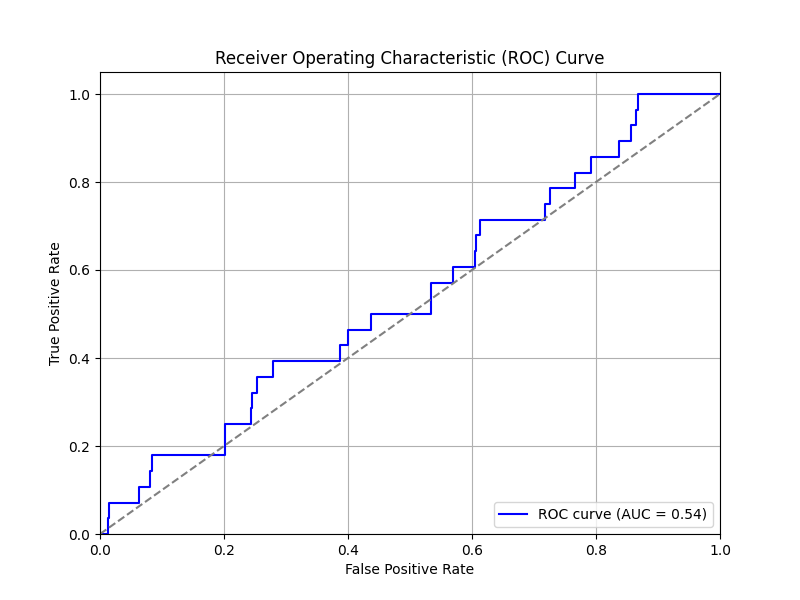 Receiver Operating Characteristic (ROC) Curve
True Positive Rate
1.0
0.8
0.6
0.4
0.2
0.0
0.0 0.2 0.4 0.6 0.8 1.0
False Positive Rate
ROC curve (AUC = 0.54)